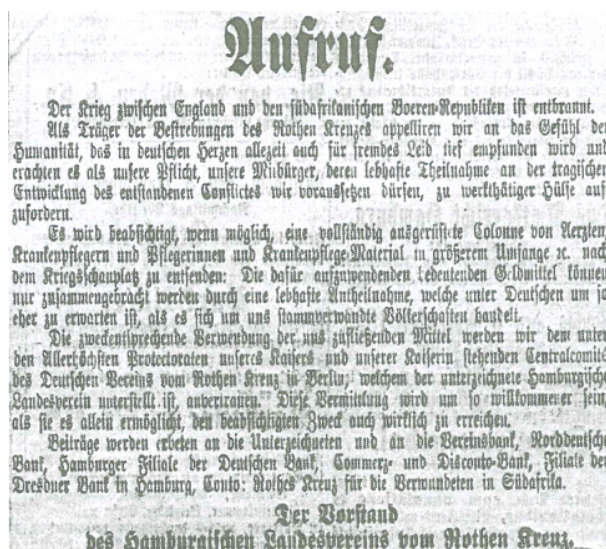 Aufruf.
Der Krieg zwischen England und den südafrikanischen Boeren-Republiken ist entbrannt.
Als Träger der Bestrebungen des Rothen Kreuzes appelliren wir an das Gefühl der
Humanität, das in deutschen Herzen allezeit auch für fremdes Leid tief empfunden wird und
erachten es als unsere Pflicht, unsere Mitbürger, deren lebhafte Theilnahme an der tragischen
Entwicklung des entstandenen Conflictes wir voraussetzen dürfen, zu werkthätiger Hülfe auf
zufordern.
Es wird beabsichtigt, wenn möglich, eine vollständig ausgerüstete Colonne von Aerzten,
Krankenpflegern und Pflegerinnen und Krankenpflege-Material in größerem Umfange ꝛc. nach
dem Kriegsschauplatz zu entsenden: Die dafür aufzuwendenden bedeutenden Geldmittel können
nur zusammengebracht werden durch eine lebhafte Antheilnahme, welche unter Deutschen um so
eher zu erwarten ist, als es sich um uns stammverwandte Völkerschaften handelt.
Die zweckentsprechende Verwendung der uns zufließenden Mittel werden wir dem unter
den Allerhöchsten Protectoraten unseres Kaisers und unserer Kaiserin stehenden Centralcomité
des Deutschen Vereins vom Rothen Kreuz in Berlin, welchem der unterzeichnete Hamburgische
Landesverein unterstellt ist, anvertrauen. Diese Vermittlung wird um so willkommener sein,
als sie es allein ermöglicht, den beabsichtigten Zweck auch wirklich zu erreichen.
Beiträge werden erbeten an die Unterzeichneten und an die Vereinsbank, Norddeutsche
Bank, Hamburger Filiale der Deutschen Bank, Commerz- und Disconto-Bank, Filiale der
Dresdner Bank in Hamburg, Conto: Rothes Kreuz für die Verwundeten in Südafrika.
Der Vorstand
des Hamburgischen Landesvereins vom Rothen Kreuz.